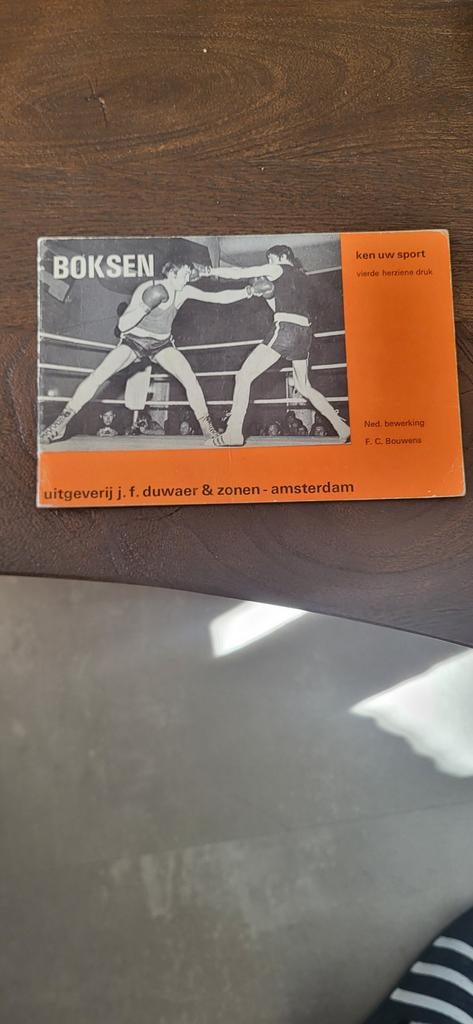 BOKSEN
ken uw sport
vierde herziene druk
Ned. bewerking
F. C. Bouwens
uitgeverij j. f. duwaer & zonen - amsterdam